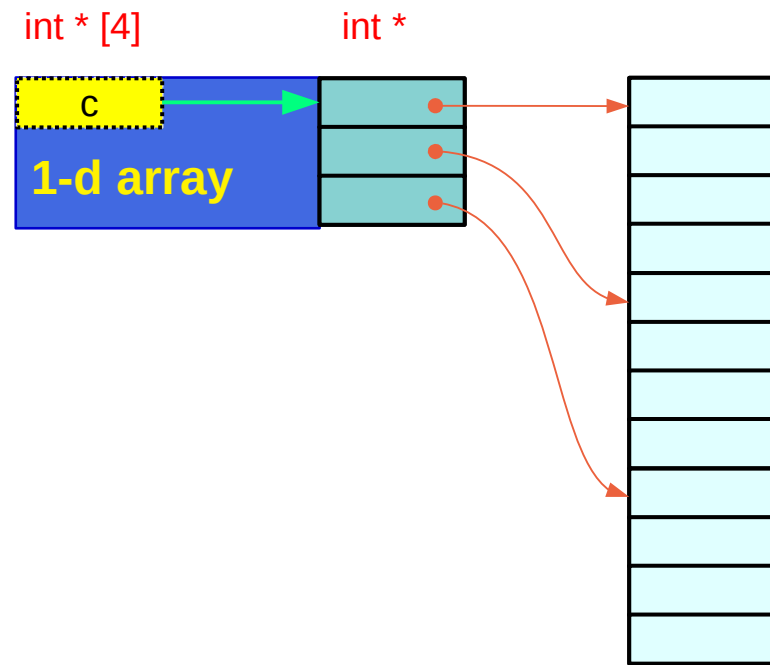 int * [4]
int *
c
1-d array